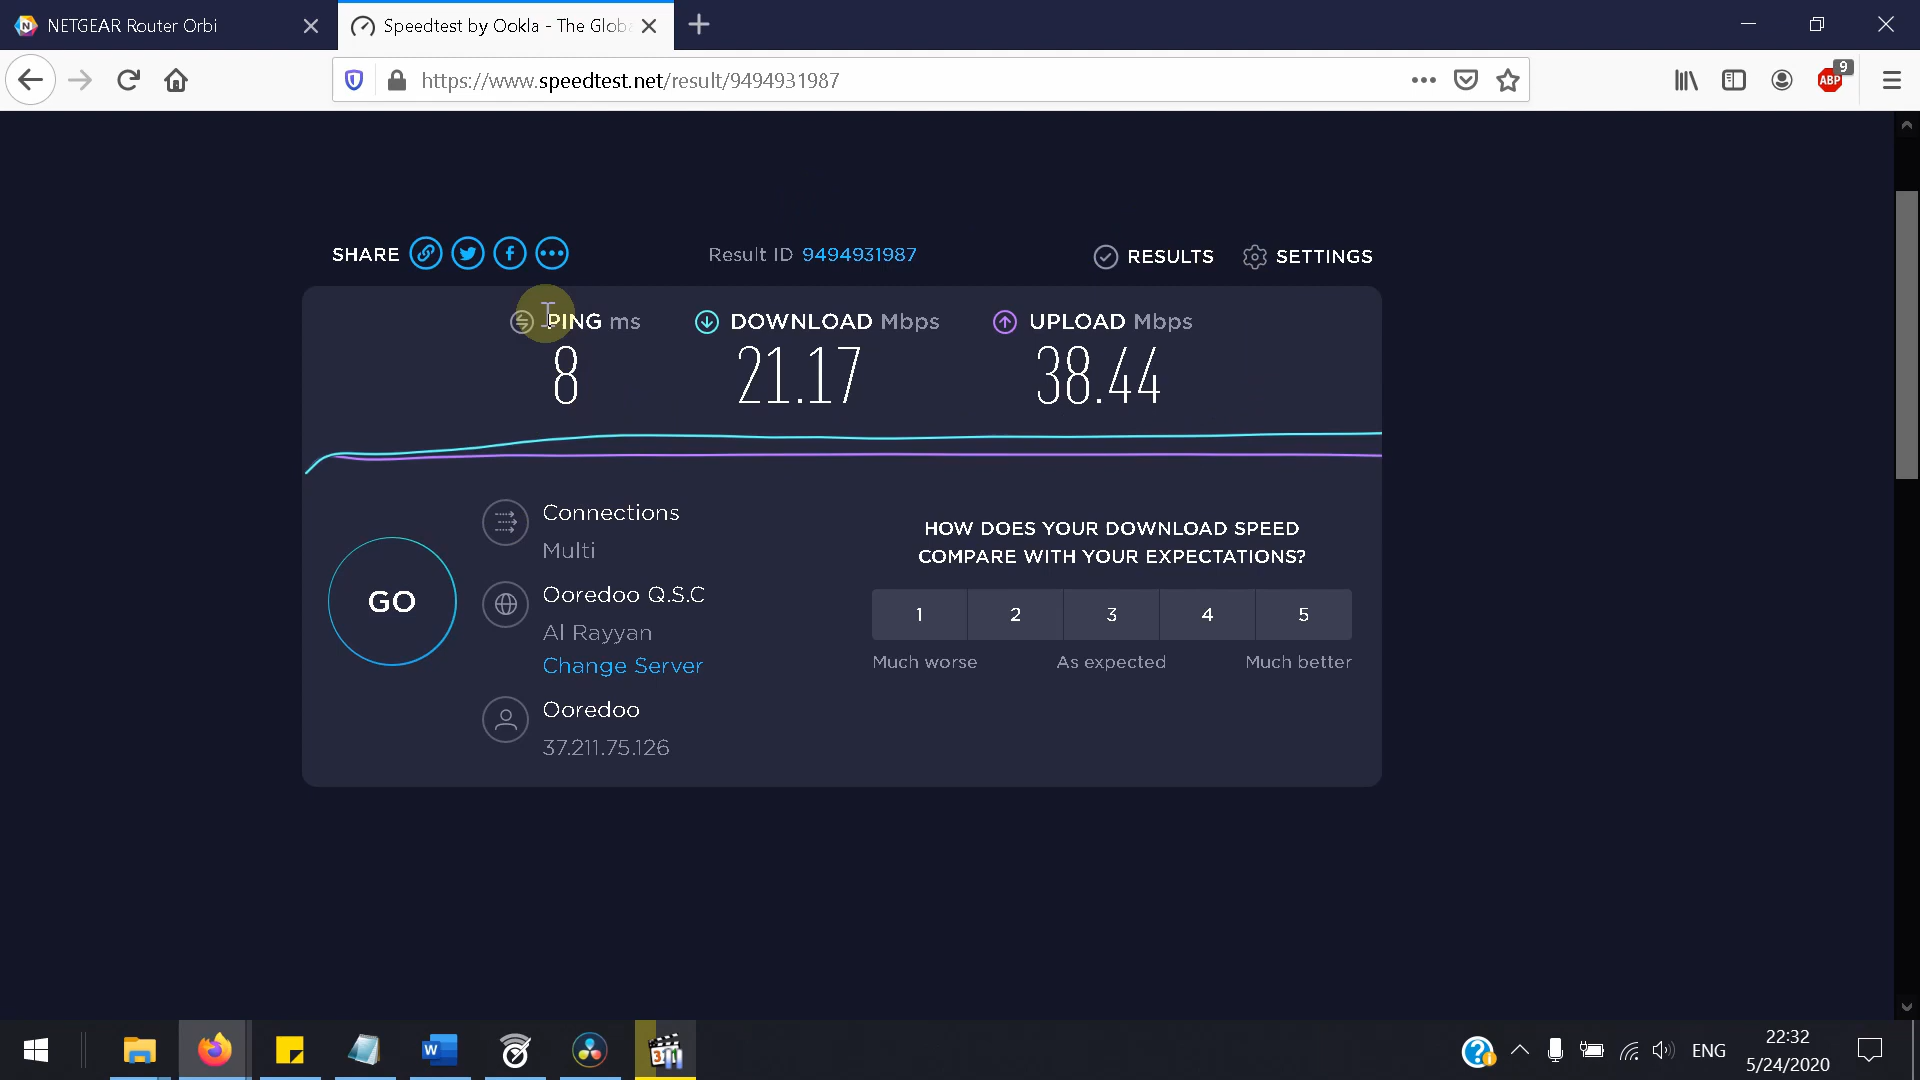 NETGEAR Router Orbi
Speedtest by Ookla - The Globa
https://www.speedtest.net/result/9494931987
ABP
9
SHARE
Result ID 9494931987
RESULTS
SETTINGS
PING ms
DOWNLOAD Mbps
UPLOAD Mbps
8
21.17
38.44
Connections
Multi
GO
Ooredoo Q.S.C
Al Rayyan
Change Server
Ooredoo
37.211.75.126
HOW DOES YOUR DOWNLOAD SPEED
COMPARE WITH YOUR EXPECTATIONS?
1 2 3 4 5
Much worse As expected Much better
ENG
22:32
5/24/2020